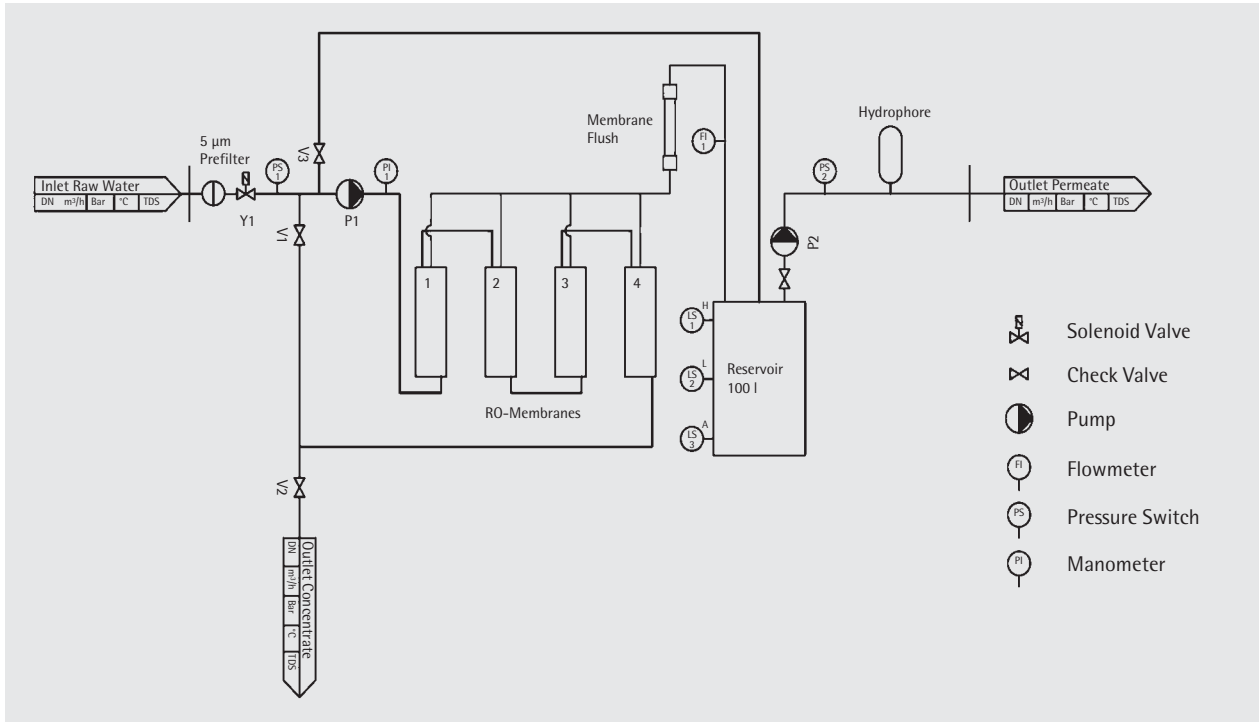 5 µm
Prefilter
Inlet Raw Water
DN m³/h Bar °C TDS
Y1
PS
1
V3
V1
P1
PI
1
Membrane
Flush
FI
1
1
2
3
4
RO-Membranes
H
LS
1
L
LS
2
A
LS
3
Reservoir
100 l
P2
PS
2
Hydrophore
Outlet Permeate
DN m³/h Bar °C TDS
V2
Outlet Concentrate
DN m³/h Bar °C TDS
Solenoid Valve
Check Valve
Pump
FI
Flowmeter
PS
Pressure Switch
PI
Manometer